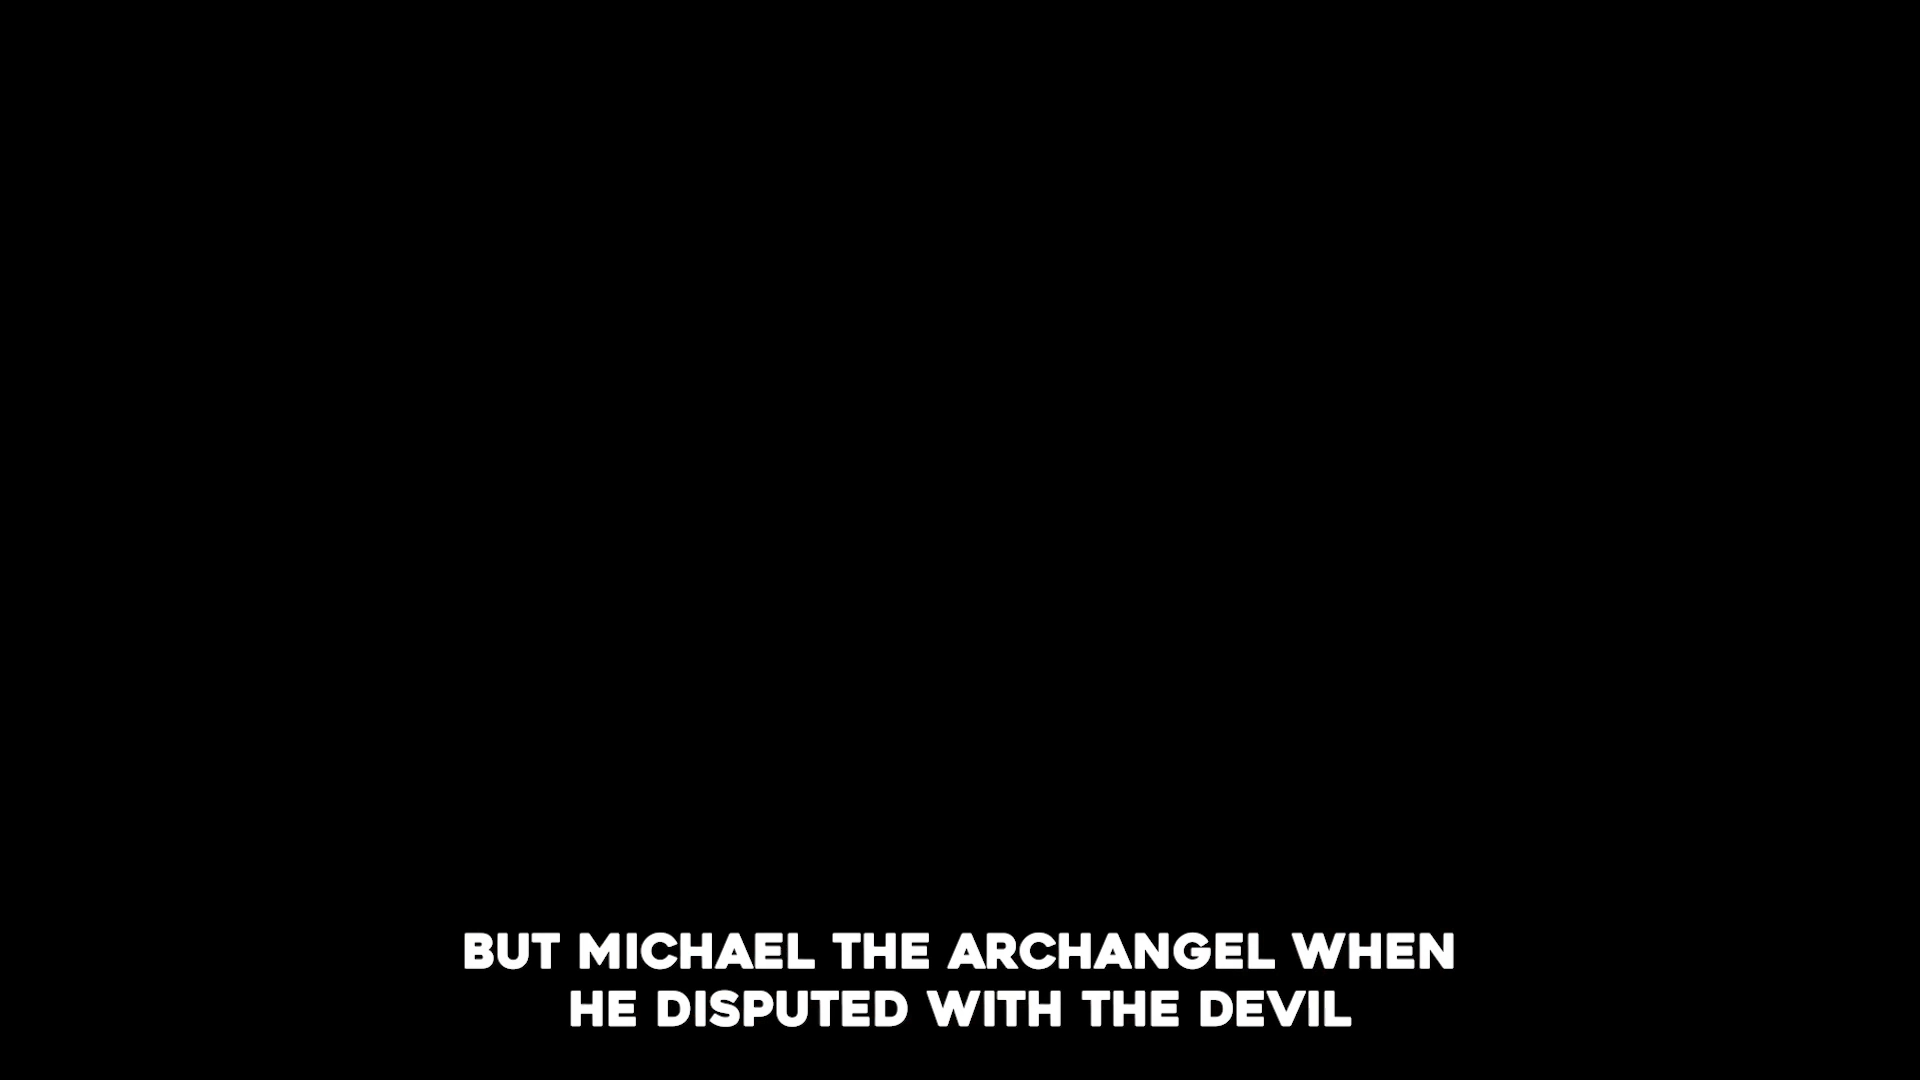 BUT MICHAEL THE ARCHANGEL WHEN
HE DISPUTED WITH THE DEVIL